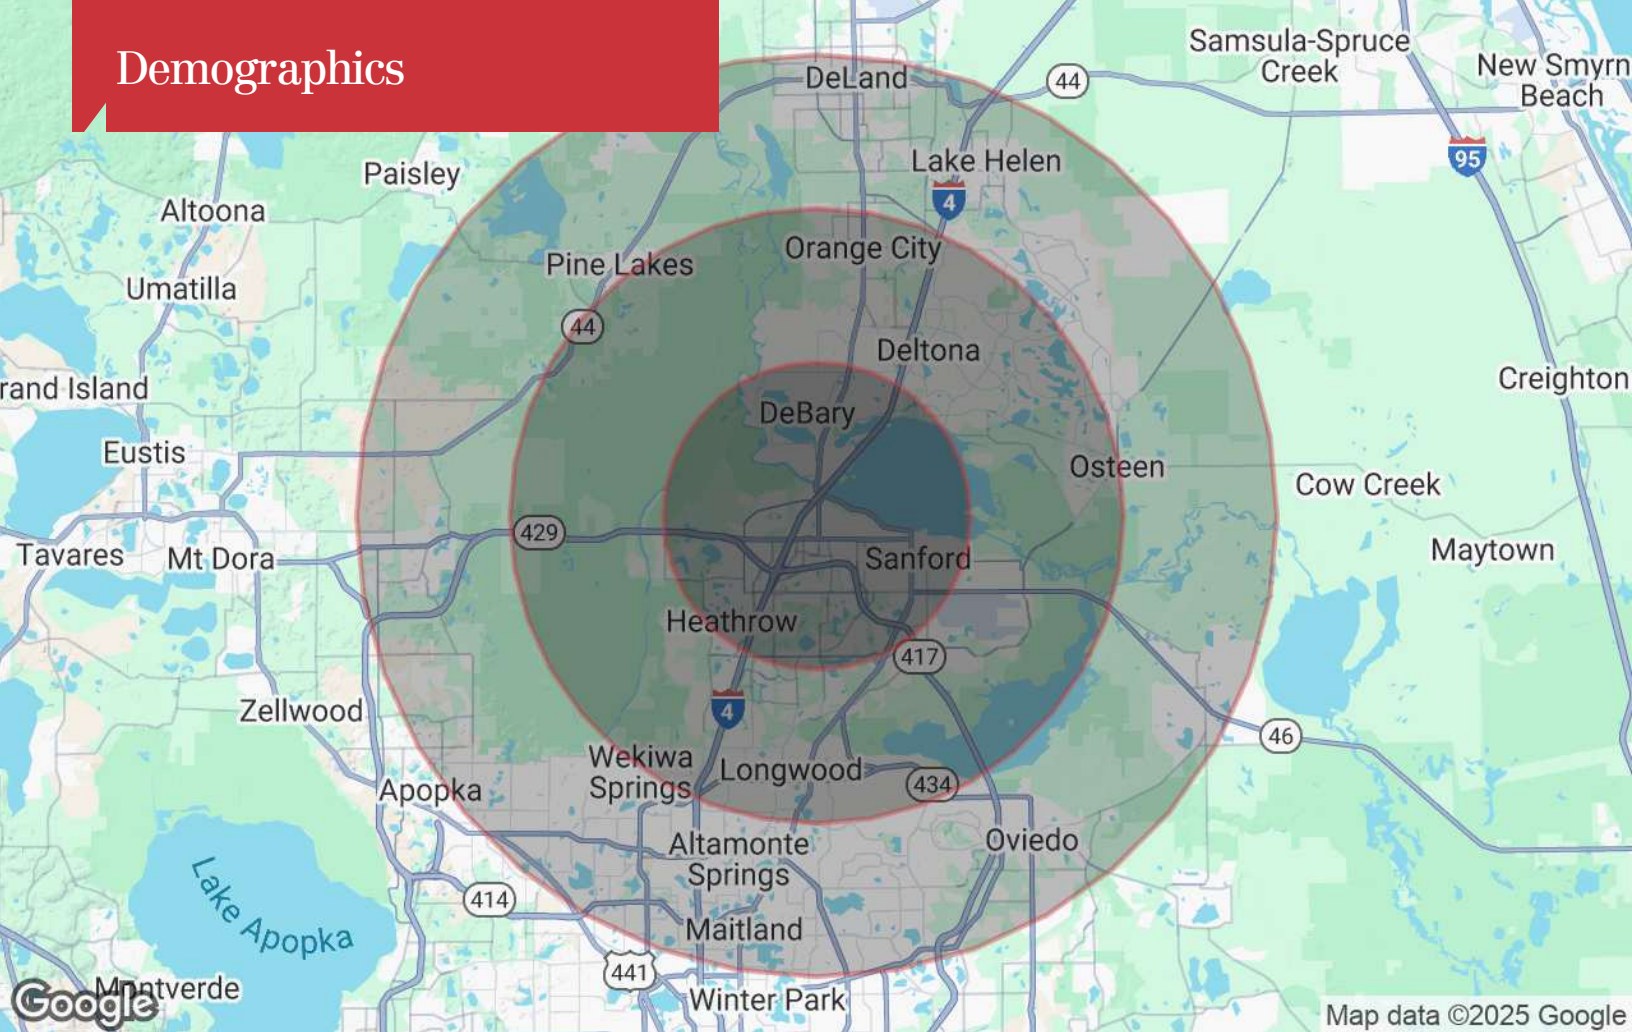 Demographics
DeLand
44
Samsula-Spruce
Creek
New Smyrn
Beach
95
Paisley
Lake Helen
4
Altoona
Orange City
Pine Lakes
Umatilla
44
Deltona
rand Island
DeBary
Creighton
Eustis
Osteen
Cow Creek
429
Tavares
Mt Dora
Sanford
Maytown
Heathrow
417
Zellwood
4
46
Wekiwa
Springs
Longwood
434
Apopka
Altamonte
Springs
Oviedo
414
Lake Apopka
Maitland
441
Montverde
Google
Winter Park
Map data ©2025 Google